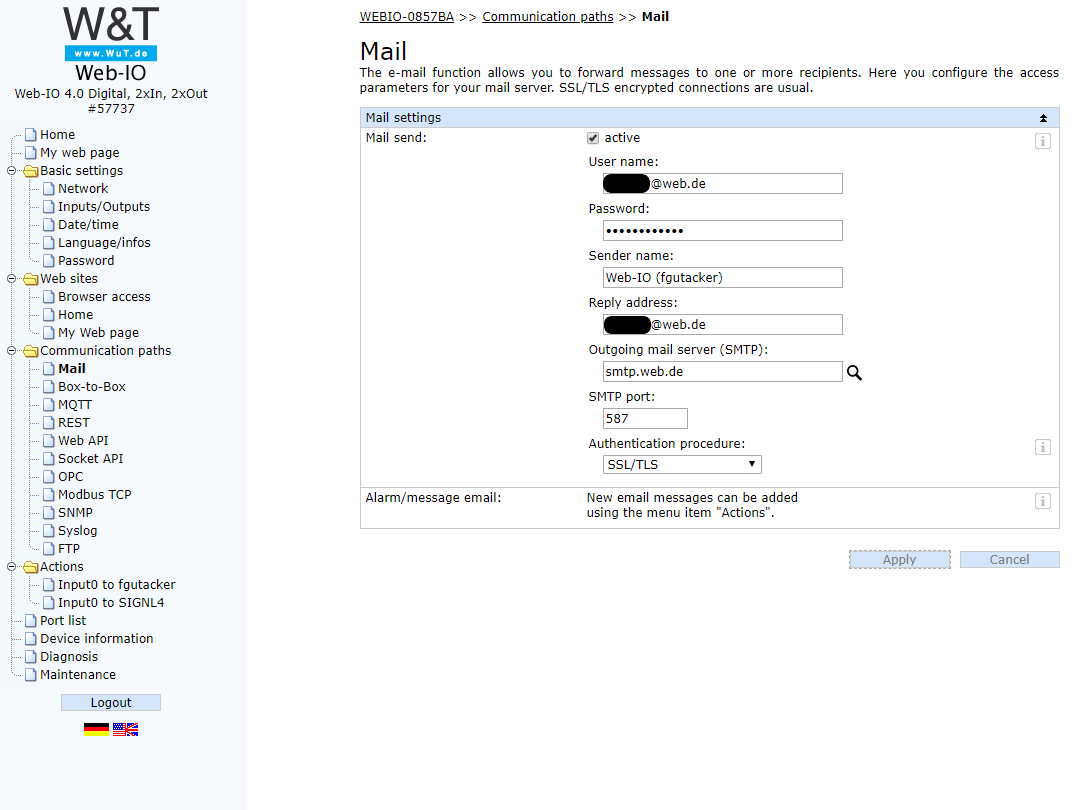 W&T
www.WuT.de
Web-IO
Web-IO 4.0 Digital, 2xIn, 2xOut
#57737
Home
My web page
Basic settings
Network
Inputs/Outputs
Date/time
Language/infos
Password
Web sites
Browser access
Home
My Web page
Communication paths
Mail
Box-to-Box
MQTT
REST
Web API
Socket API
OPC
Modbus TCP
SNMP
Syslog
FTP
Actions
Input0 to fgutacker
Input0 to SIGNL4
Port list
Device information
Diagnosis
Maintenance
Logout
WEBIO-0857BA >> Communication paths >> Mail
Mail
The e-mail function allows you to forward messages to one or more recipients. Here you configure the access
parameters for your mail server. SSL/TLS encrypted connections are usual.
Mail settings
Mail send:
active
User name:
@web.de
Password:
••••••••••••
Sender name:
Web-IO (fgutacker)
Reply address:
@web.de
Outgoing mail server (SMTP):
smtp.web.de
SMTP port:
587
Authentication procedure:
SSL/TLS
Alarm/message email:
New email messages can be added
using the menu item "Actions".
Apply
Cancel